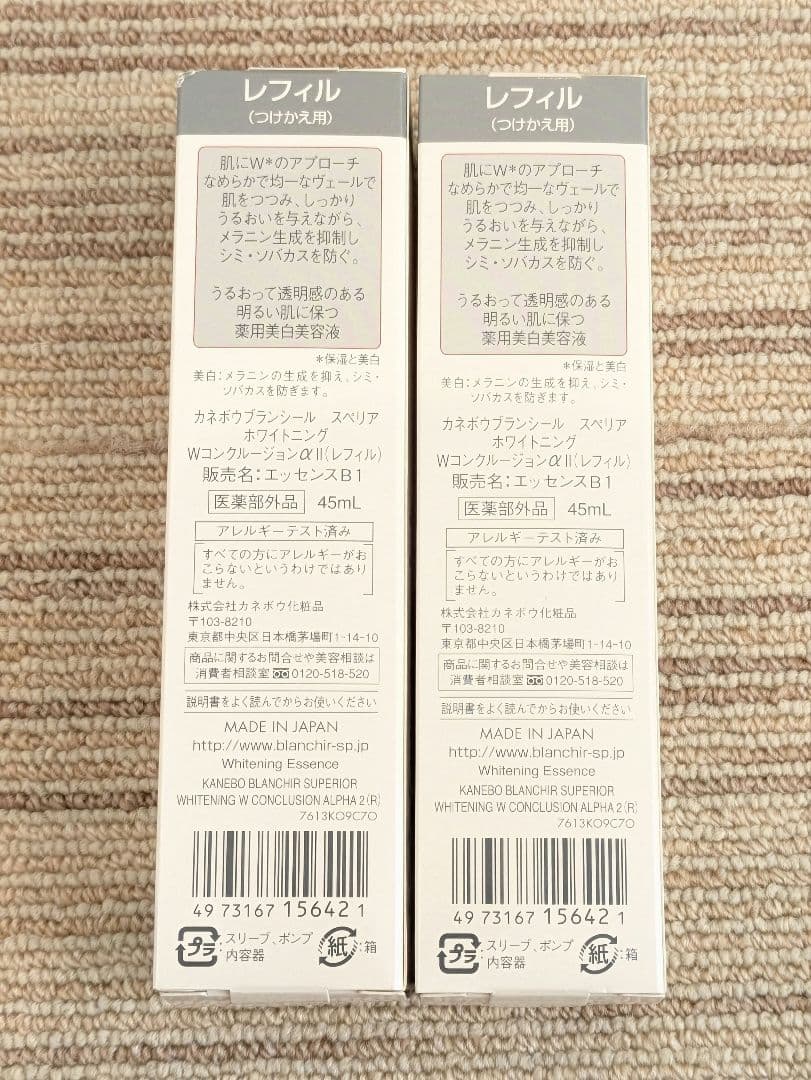 レフィル
(つけかえ用)
肌にW*のアプローチ
なめらかで均一なヴェールで
肌をつつみ、しっかり
うるおいを与えながら、
メラニン生成を抑制し
シミ・ソバカスを防ぐ。
うるおって透明感のある
明るい肌に保つ
薬用美白美容液
*保湿と美白
美白:メラニンの生成を抑え、シミ・
ソバカスを防ぎます。
カネボウブランシール スペリア
ホワイトニング
WコンクルージョンαⅡ(レフィル)
販売名:エッセンスB1
医薬部外品 45mL
アレルギーテスト済み
すべての方にアレルギーがお
こらないというわけではあり
ません。
株式会社カネボウ化粧品
〒103-8210
東京都中央区日本橋茅場町1-14-10
商品に関するお問合せや美容相談は
消費者相談室 0120-518-520
説明書をよく読んでからお使いください
MADE IN JAPAN
http://www.blanchir-sp.jp
Whitening Essence
KANEBO BLANCHIR SUPERIOR
WHITENING W CONCLUSION ALPHA 2(R)
7613KO9C7O
4973167156421
プラ:スリーブ、ポンプ 紙:箱
内容器
レフィル
(つけかえ用)
肌にW*のアプローチ
なめらかで均一なヴェールで
肌をつつみ、しっかり
うるおいを与えながら、
メラニン生成を抑制し
シミ・ソバカスを防ぐ。
うるおって透明感のある
明るい肌に保つ
薬用美白美容液
*保湿と美白
美白:メラニンの生成を抑え、シミ・
ソバカスを防ぎます。
カネボウブランシール スペリア
ホワイトニング
WコンクルージョンαⅡ(レフィル)
販売名:エッセンスB1
医薬部外品 45mL
アレルギーテスト済み
すべての方にアレルギーがお
こらないというわけではあり
ません。
株式会社カネボウ化粧品
〒103-8210
東京都中央区日本橋茅場町1-14-10
商品に関するお問合せや美容相談は
消費者相談室 0120-518-520
説明書をよく読んでからお使いください
MADE IN JAPAN
http://www.blanchir-sp.jp
Whitening Essence
KANEBO BLANCHIR SUPERIOR
WHITENING W CONCLUSION ALPHA 2(R)
7613KO9C7O
4973167156421
プラ:スリーブ、ポンプ 紙:箱
内容器